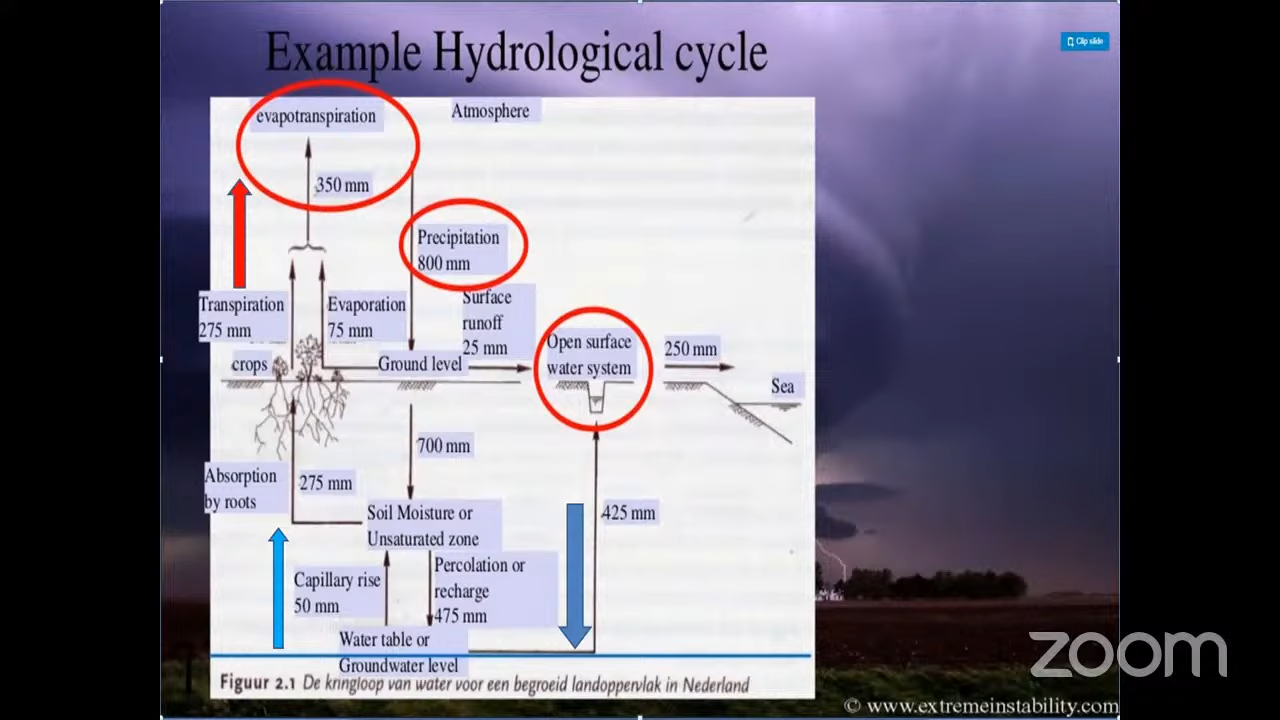 Example Hydrological cycle
Clip slide
evapotranspiration
Atmosphere
350 mm
Precipitation
800 mm
Transpiration
275 mm
Evaporation
75 mm
Surface
runoff
25 mm
Open surface
water system
250 mm
crops
Ground level
Sea
700 mm
Absorption
by roots
275 mm
Soil Moisture or
Unsaturated zone
425 mm
Capillary rise
50 mm
Percolation or
recharge
475 mm
Water table or
Groundwater level
Figuur 2.1 De kringloop van water voor een begroeid landoppervlak in Nederland
zoom
© www.extremeinstability.com